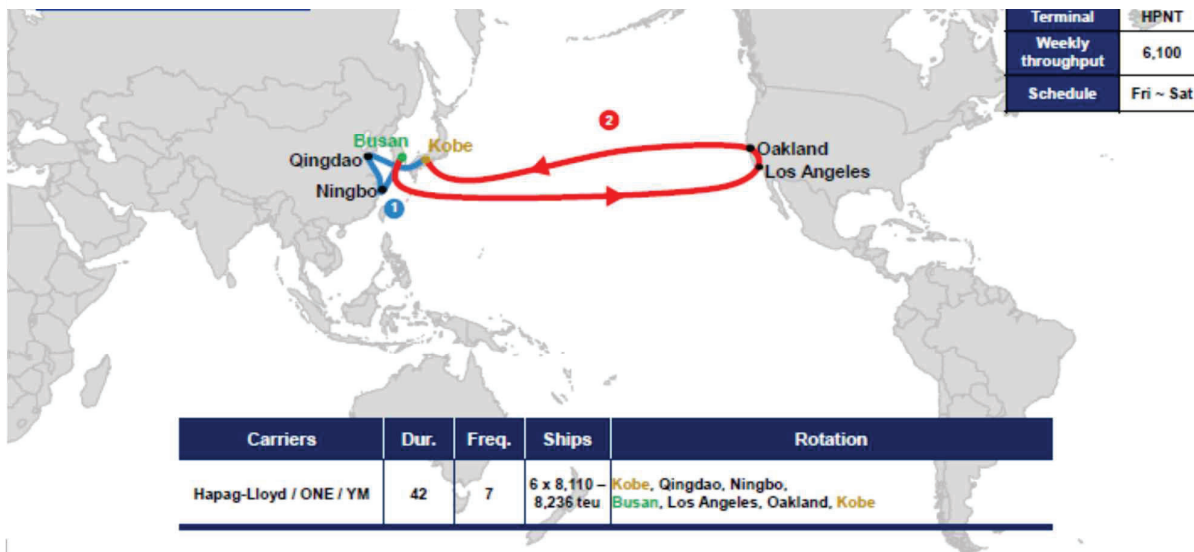 Terminal HPNT
Weekly
throughput
6,100
Schedule Fri ~ Sat
2
Busan
Kobe
Qingdao
Oakland
Los Angeles
Ningbo
1
Carriers Dur. Freq. Ships Rotation
Hapag-Lloyd / ONE / YM 42 7
6 x 8,110 –
8,236 teu
Kobe, Qingdao, Ningbo,
Busan, Los Angeles, Oakland, Kobe